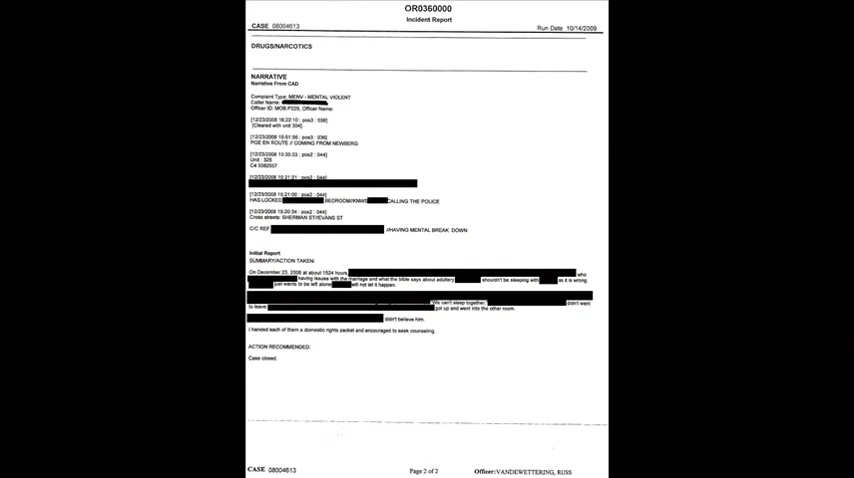 OR0360000
Incident Report
CASE 08004613
Run Date 10/14/2009
DRUGS/NARCOTICS
NARRATIVE
Narrative From CAD
Complaint Type: MENV - MENTAL VIOLENT
Caller Name:
Officer ID: MOB.P229, Officer Name:
[12/23/2008 16:22:10 : pos3 : 038]
[Cleared with unit 304]
[12/23/2008 15:51:56 : pos3 : 036]
PGE EN ROUTE // COMING FROM NEWBERG
[12/23/2008 15:30:33 : pos2 : 044]
Unit : 325
C4 5382557
[12/23/2008 15:21:21 : pos2 : 044]
[12/23/2008 15:21:00 : pos2 : 044]
HAS LOCKED BEDROOM/KNWS CALLING THE POLICE
[12/23/2008 15:20:34 : pos2 : 044]
Cross streets: SHERMAN ST/EVANS ST
C/C REF //HAVING MENTAL BREAK DOWN
Initial Report
SUMMARY/ACTION TAKEN:
On December 23, 2008 at about 1524 hours, who
having issues with the marriage and what the bible says about adultery. shouldn't be sleeping with as it is wrong.
just wants to be left alone will not let it happen.
"We can't sleep together," didn't want
to leave. got up and went into the other room.
didn't believe him.
I handed each of them a domestic rights packet and encouraged to seek counseling.
ACTION RECOMMENDED:
Case closed.
CASE 08004613
Page 2 of 2
Officer: VANDEWETTERING, RUSS